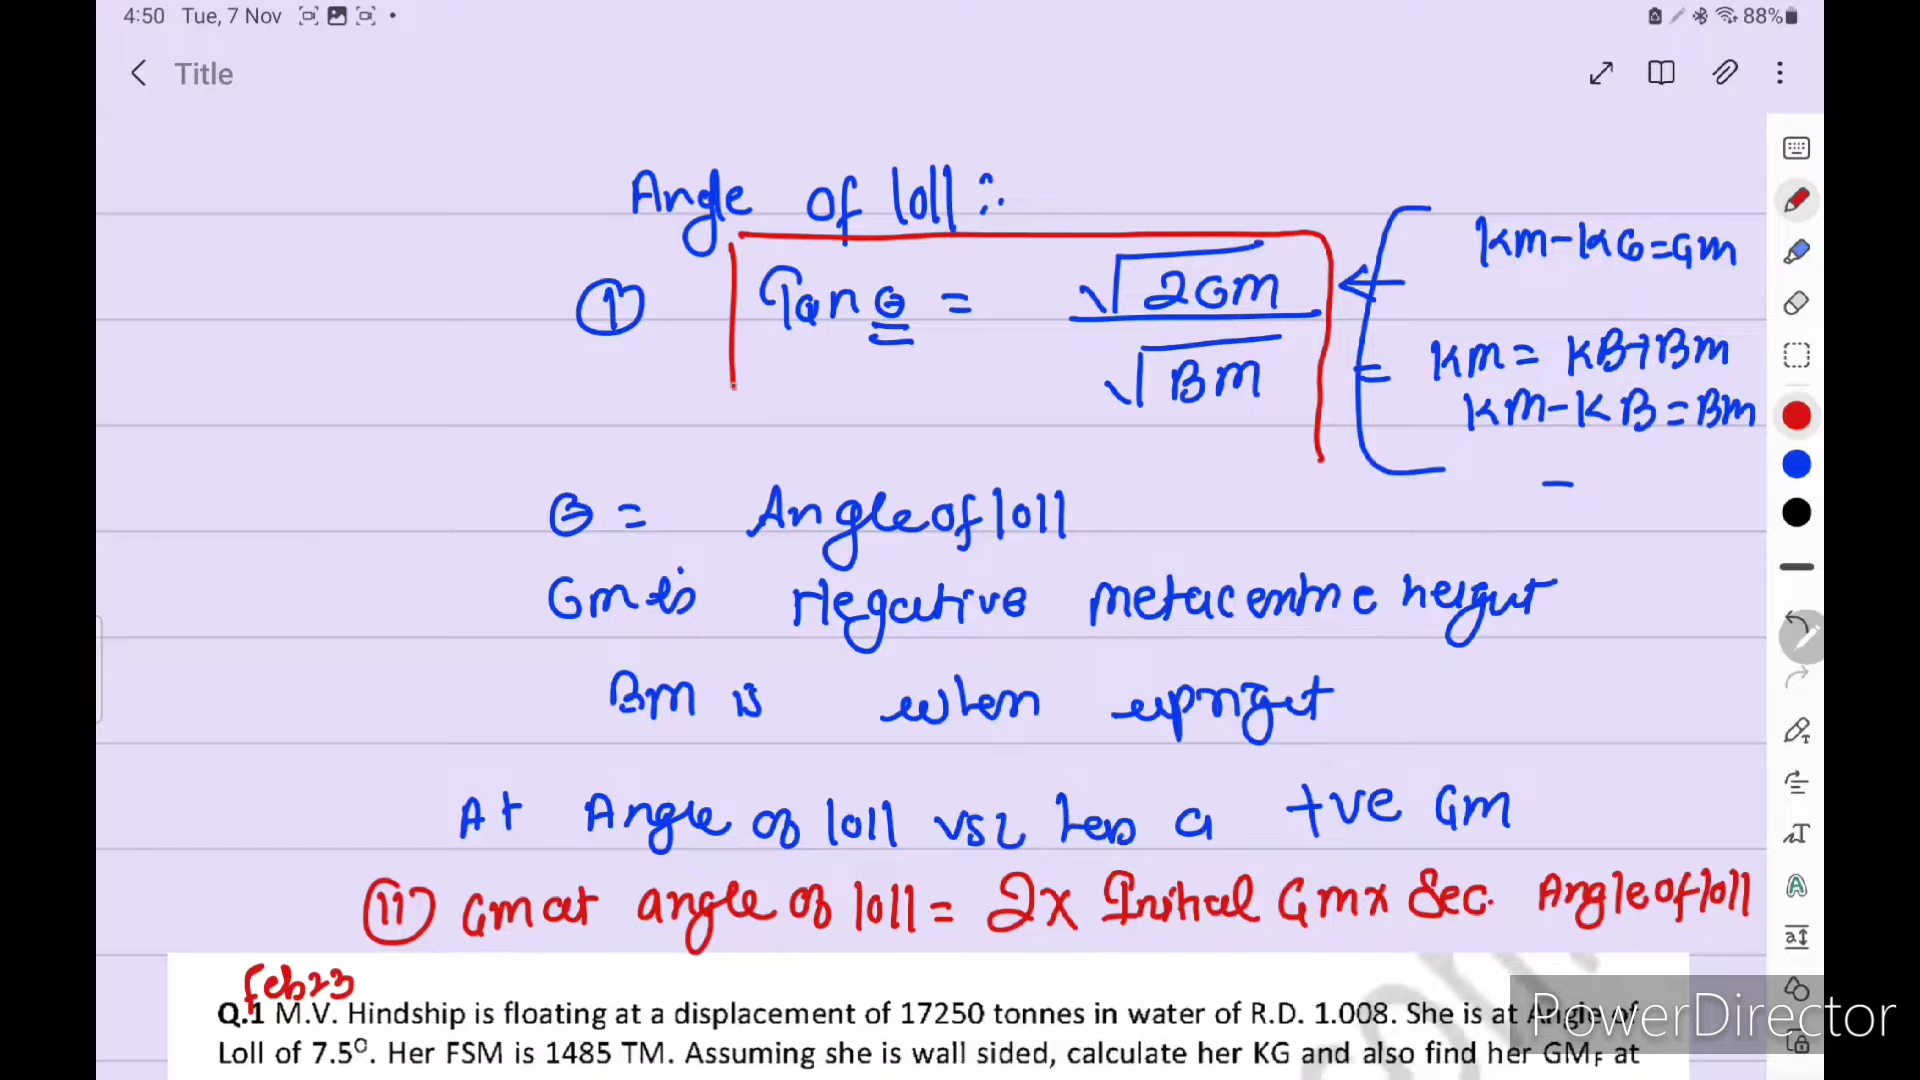 4:50 Tue, 7 Nov 88%
Title
Angle of loll :-
(1) Tan θ = √2GM / √BM
KM-KG=GM
KM = KB+BM
KM-KB=BM
θ = Angle of loll
GM is Negative metacentric height
BM is when upright
At Angle of loll vsl has a +ve GM
(11) GM at angle of loll = 2x Initial GM x Sec. Angle of loll
Feb23
Q.1 M.V. Hindship is floating at a displacement of 17250 tonnes in water of R.D. 1.008. She is at Angle of
Loll of 7.5⁰. Her FSM is 1485 TM. Assuming she is wall sided, calculate her KG and also find her GMF at
PowerDirector